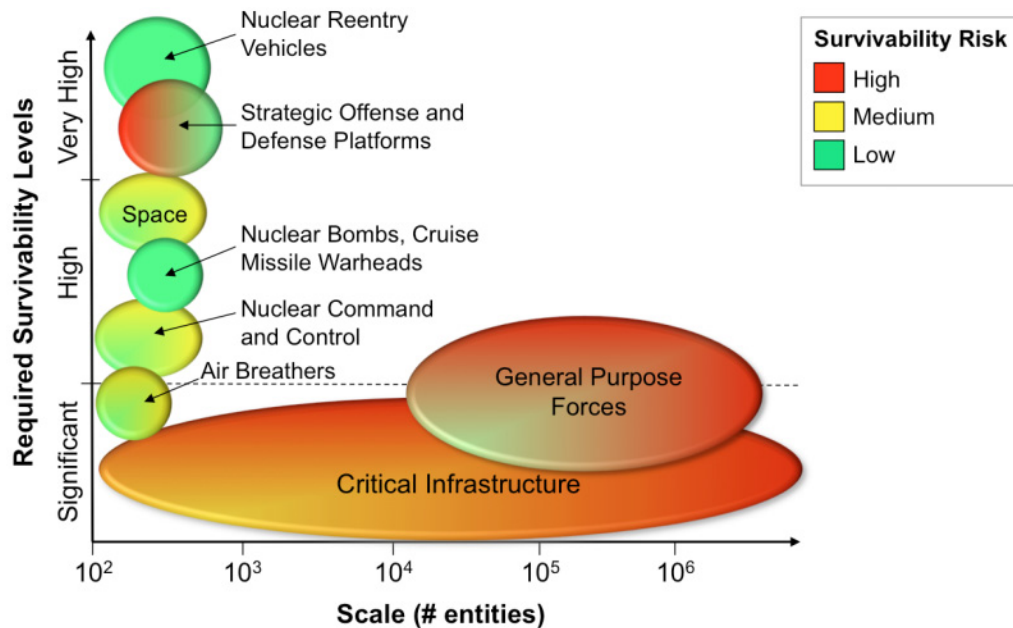 Nuclear Reentry
Vehicles
Survivability Risk
High
Medium
Low
Strategic Offense and
Defense Platforms
Space
Nuclear Bombs, Cruise
Missile Warheads
Nuclear Command
and Control
Air Breathers
General Purpose
Forces
Critical Infrastructure
Required Survivability Levels
Very High
High
Significant
10² 10³ 10⁴ 10⁵ 10⁶
Scale (# entities)